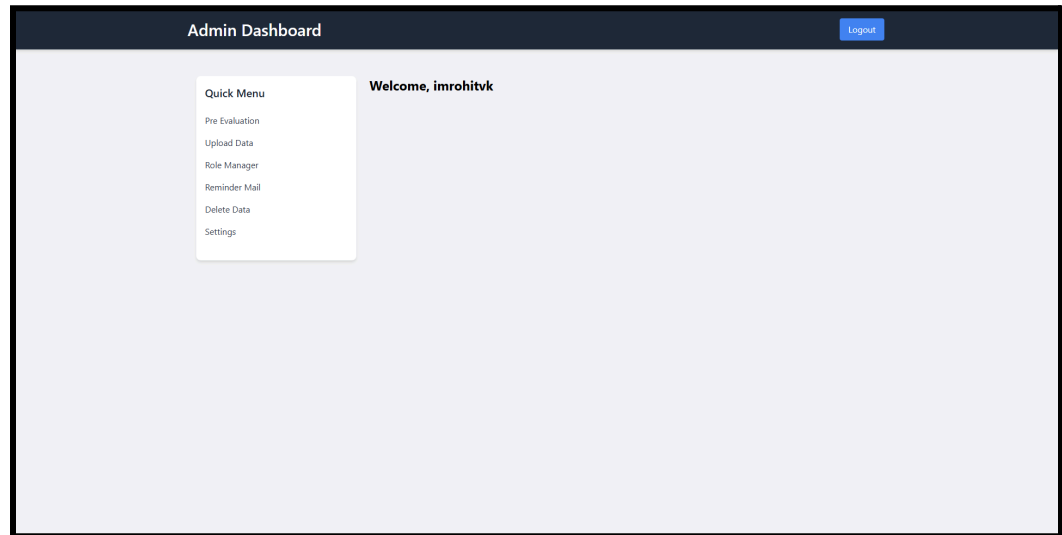 Admin Dashboard
Logout
Quick Menu
Pre Evaluation
Upload Data
Role Manager
Reminder Mail
Delete Data
Settings
Welcome, imrohitvk